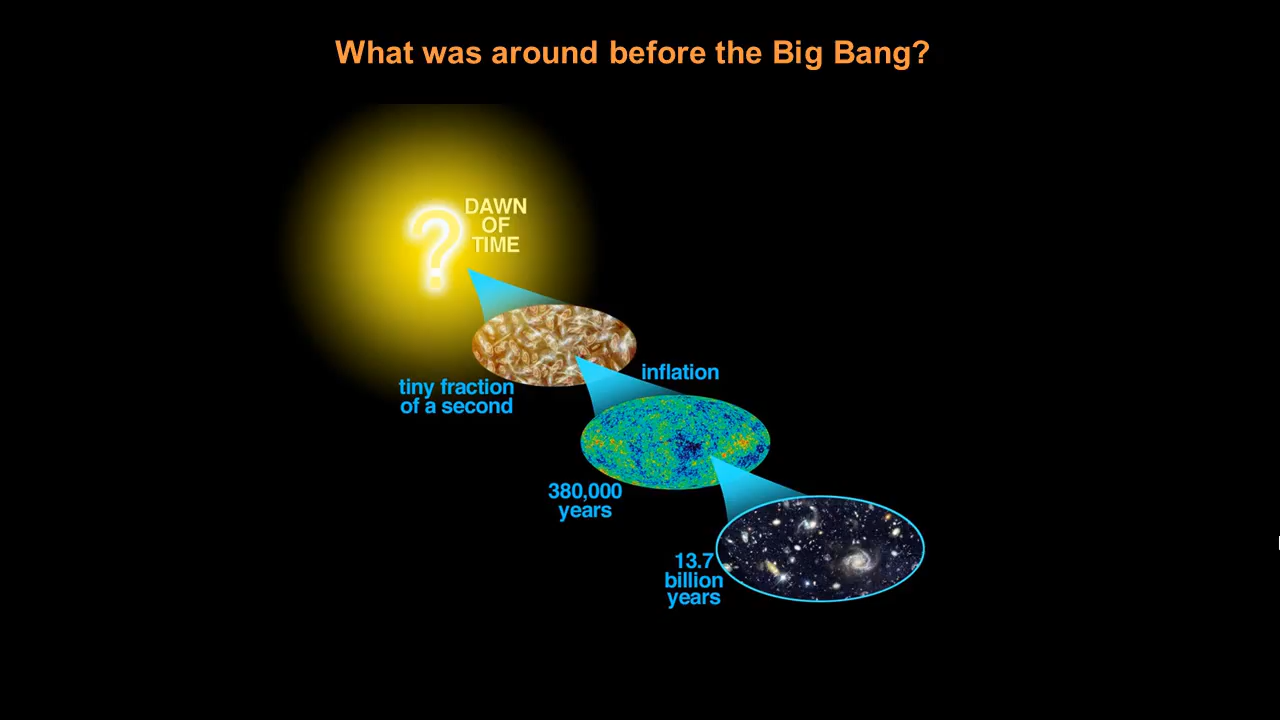 What was around before the Big Bang?
?
DAWN
OF
TIME
tiny fraction
of a second
inflation
380,000
years
13.7
billion
years